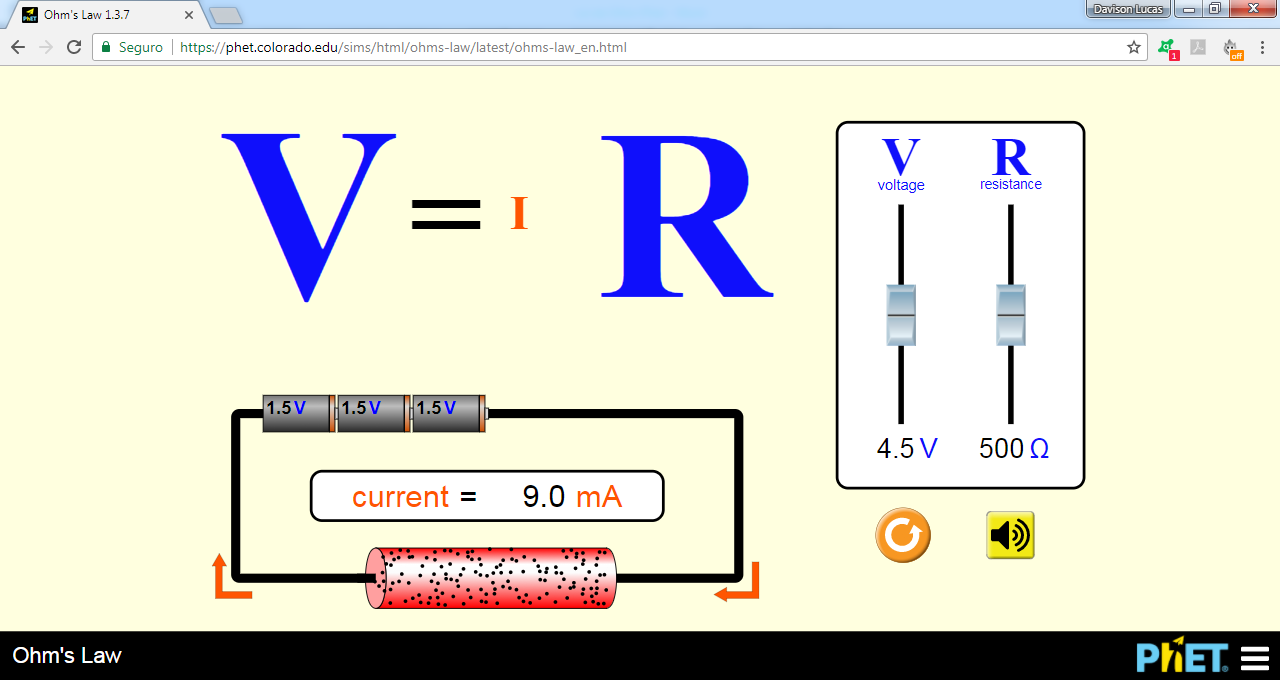 Ohm's Law 1.3.7
Davison Lucas
Seguro
https://phet.colorado.edu/sims/html/ohms-law/latest/ohms-law_en.html
1
off
V = I R
V R
voltage resistance
4.5 V 500 Ω
1.5 V 1.5 V 1.5 V
current = 9.0 mA
Ohm's Law
PhET